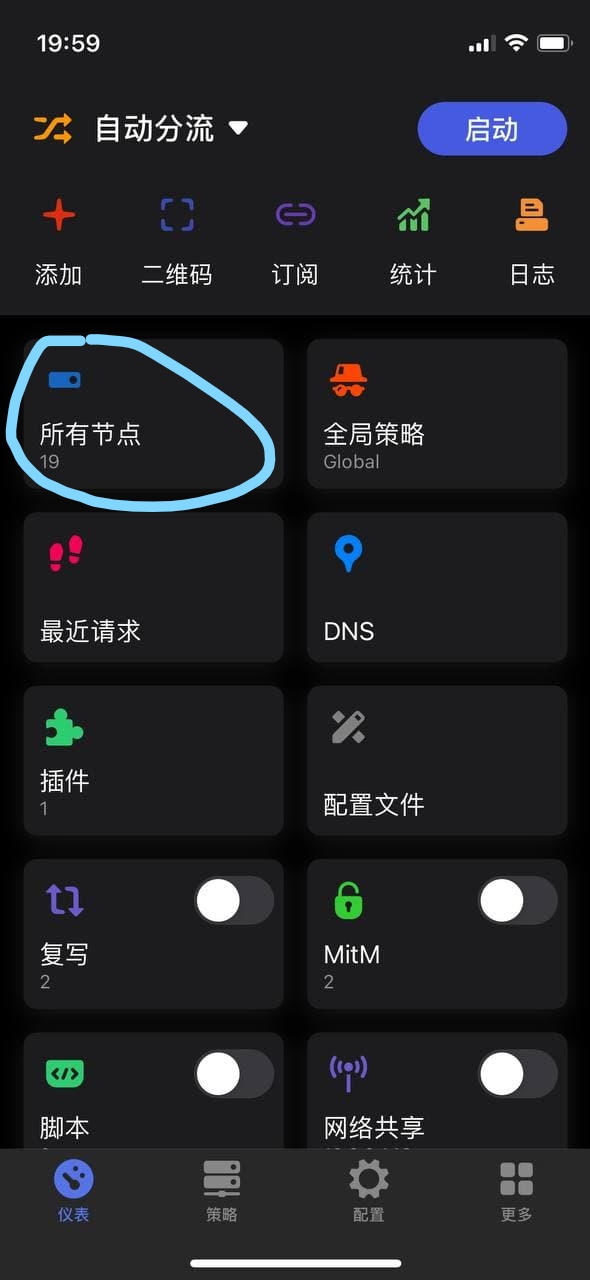 19:59
自动分流
启动
添加
二维码
订阅
统计
日志
所有节点
19
全局策略
Global
最近请求
DNS
插件
1
配置文件
复写
2
MitM
2
脚本
网络共享
仪表
策略
配置
更多